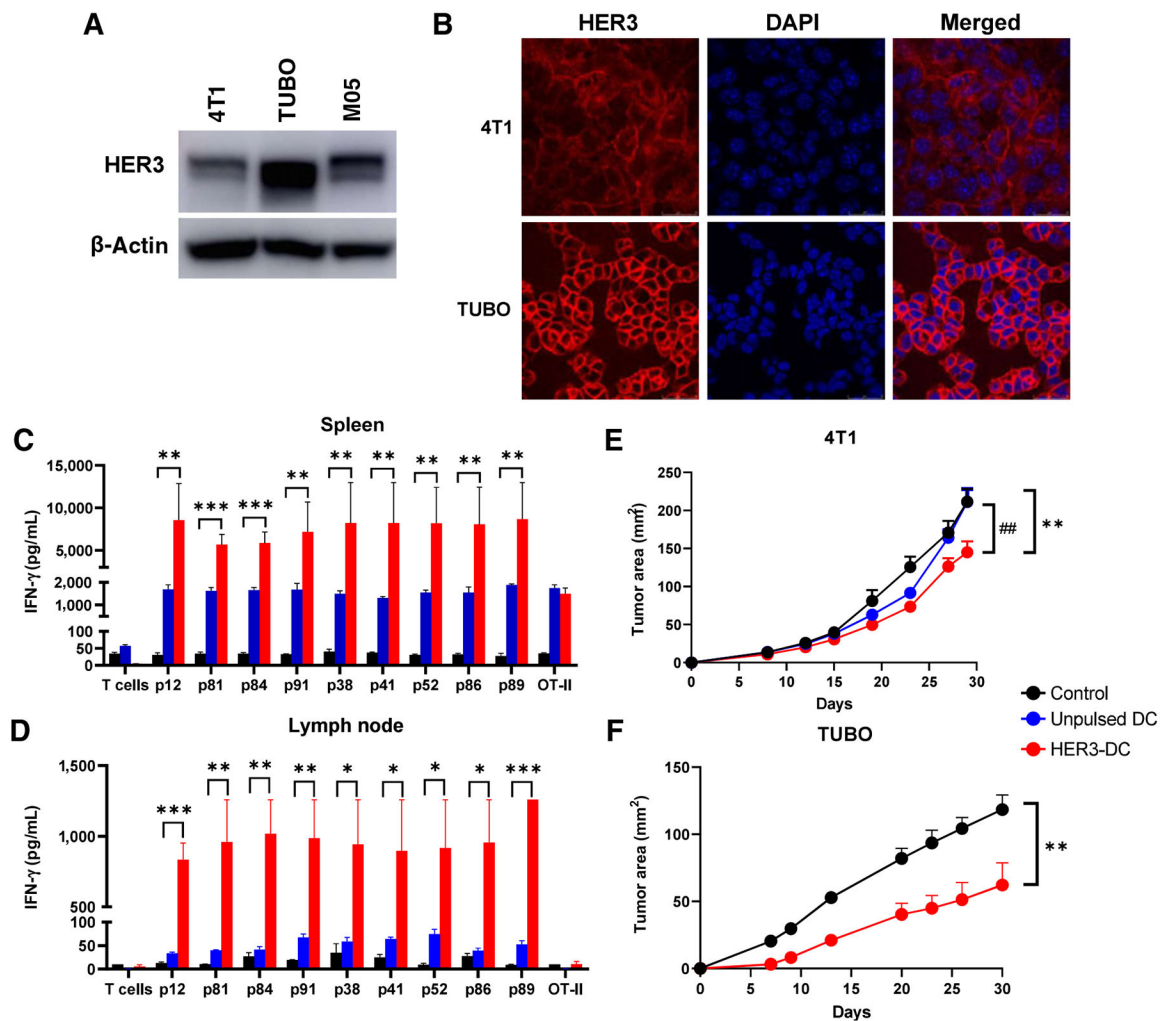 A
4T1
TUBO
M05
HER3
β-Actin
B
HER3
DAPI
Merged
4T1
TUBO
C
Spleen
IFN-γ (pg/mL)
15,000
10,000
5,000
2,000
1,000
100
50
0
** *** *** ** ** ** ** ** **
T cells p12 p81 p84 p91 p38 p41 p52 p86 p89 OT-II
D
Lymph node
IFN-γ (pg/mL)
1,500
1,000
500
100
50
0
*** ** ** ** * * * * ***
T cells p12 p81 p84 p91 p38 p41 p52 p86 p89 OT-II
E
4T1
Tumor area (mm²)
250
200
150
100
50
0
## **
0 5 10 15 20 25 30
Days
Control
Unpulsed DC
HER3-DC
F
TUBO
Tumor area (mm²)
150
100
50
0
**
0 5 10 15 20 25 30
Days